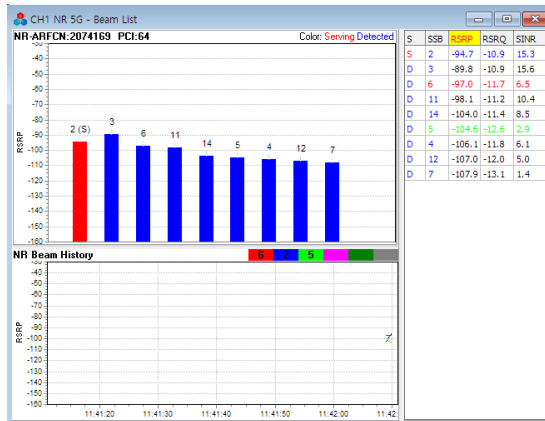 CH1 NR 5G - Beam List
NR-ARFCN:2074169 PCI:64
Color: Serving Detected
-30
-40
-50
-60
-70
-80
-90
-100
-110
-120
-130
-140
-150
-160
RSRP
2 (S)
3
6
11
14
5
4
12
7
NR Beam History
6
2
5
-30
-40
-50
-60
-70
-80
-90
-100
-110
-120
-130
-140
-150
-160
RSRP
11:41:20
11:41:30
11:41:40
11:41:50
11:42:00
11:42:
S SSB RSRP RSRQ SINR
S 2 -94.7 -10.9 15.3
D 3 -89.8 -10.9 15.6
D 6 -97.0 -11.7 6.5
D 11 -98.1 -11.2 10.4
D 14 -104.0 -11.4 8.5
D 5 -104.6 -12.6 2.9
D 4 -106.1 -11.8 6.1
D 12 -107.0 -12.0 5.0
D 7 -107.9 -13.1 1.4